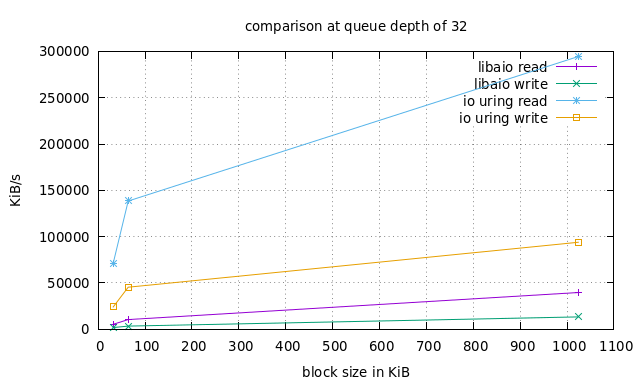 comparison at queue depth of 32
300000
250000
200000
150000
100000
50000
0
KiB/s
libaio read
libaio write
io uring read
io uring write
0 100 200 300 400 500 600 700 800 900 1000 1100
block size in KiB